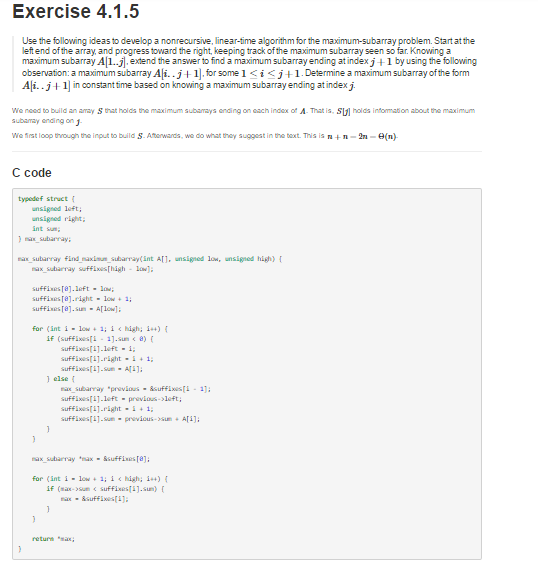 Exercise 4.1.5
Use the following ideas to develop a nonrecursive, linear-time algorithm for the maximum-subarray problem. Start at the
left end of the array, and progress toward the right, keeping track of the maximum subarray seen so far. Knowing a
maximum subarray A[1..j], extend the answer to find a maximum subarray ending at index j + 1 by using the following
observation: a maximum subarray A[i..j + 1], for some 1 ≤ i ≤ j + 1. Determine a maximum subarray of the form
A[i..j + 1] in constant time based on knowing a maximum subarray ending at index j.
We need to build an array S that holds the maximum subarrays ending on each index of A. That is, S[j] holds information about the maximum
subarray ending on j.
We first loop through the input to build S. Afterwards, we do what they suggest in the text. This is n + n = 2n = Θ(n).
C code
typedef struct {
    unsigned left;
    unsigned right;
    int sum;
} max_subarray;
max_subarray find_maximum_subarray(int A[], unsigned low, unsigned high) {
    max_subarray suffixes[high - low];
    suffixes[0].left = low;
    suffixes[0].right = low + 1;
    suffixes[0].sum = A[low];
    for (int i = low + 1; i < high; i++) {
        if (suffixes[i - 1].sum < 0) {
            suffixes[i].left = i;
            suffixes[i].right = i + 1;
            suffixes[i].sum = A[i];
        } else {
            max_subarray *previous = &suffixes[i - 1];
            suffixes[i].left = previous->left;
            suffixes[i].right = i + 1;
            suffixes[i].sum = previous->sum + A[i];
        }
    }
    max_subarray *max = &suffixes[0];
    for (int i = low + 1; i < high; i++) {
        if (max->sum < suffixes[i].sum) {
            max = &suffixes[i];
        }
    }
    return *max;
}